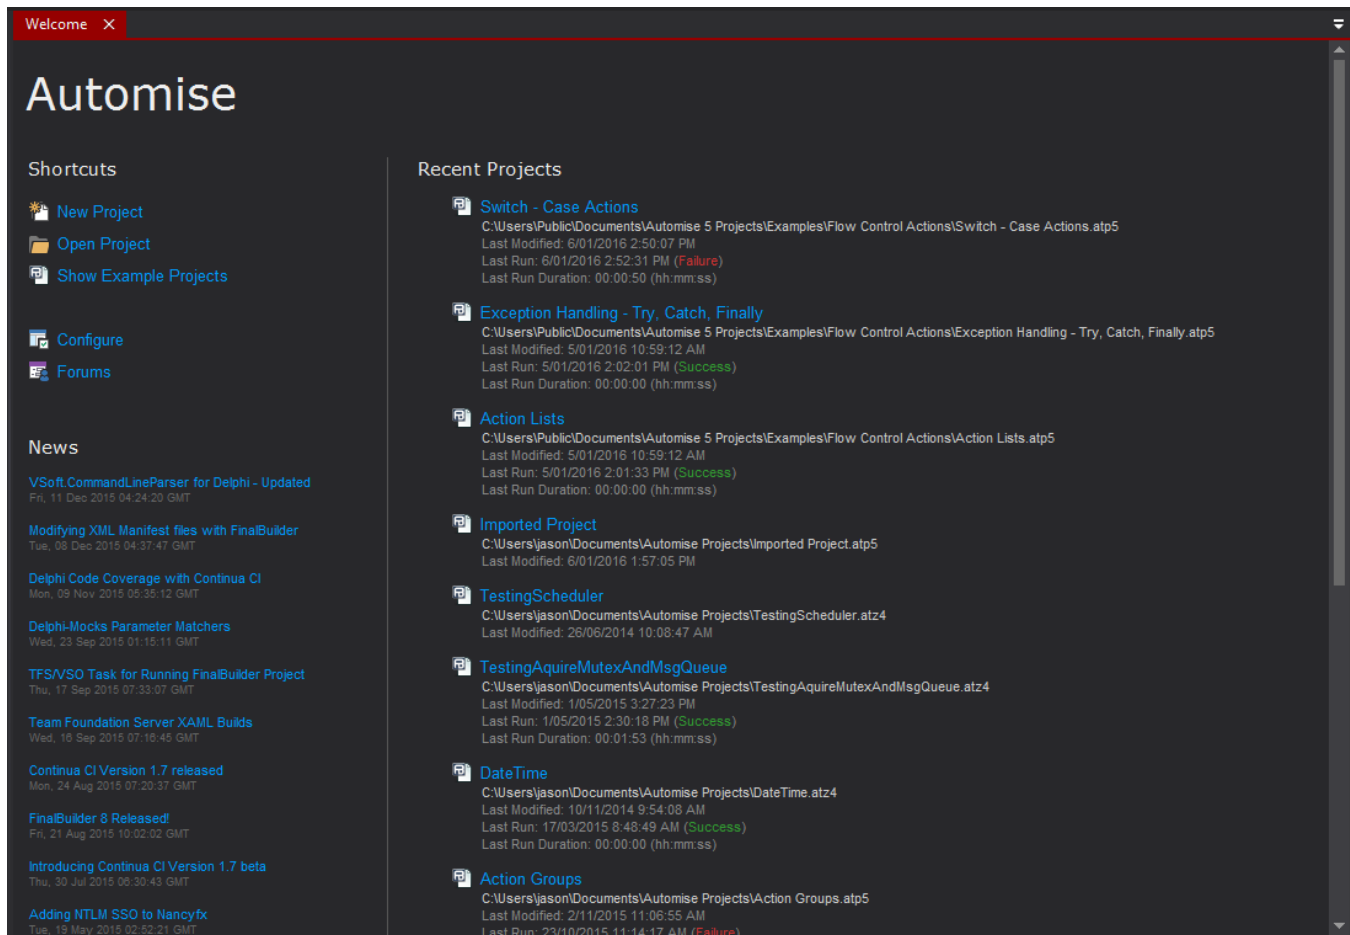 Welcome
Automise
Shortcuts
New Project
Open Project
Show Example Projects
Configure
Forums
News
VSoft.CommandLineParser for Delphi - Updated
Fri, 11 Dec 2015 04:24:20 GMT
Modifying XML Manifest files with FinalBuilder
Tue, 08 Dec 2015 04:37:47 GMT
Delphi Code Coverage with Continua CI
Mon, 09 Nov 2015 05:35:12 GMT
Delphi-Mocks Parameter Matchers
Wed, 23 Sep 2015 01:15:11 GMT
TFS/VSO Task for Running FinalBuilder Project
Thu, 17 Sep 2015 07:33:07 GMT
Team Foundation Server XAML Builds
Wed, 16 Sep 2015 07:16:45 GMT
Continua CI Version 1.7 released
Mon, 24 Aug 2015 07:20:37 GMT
FinalBuilder 8 Released!
Fri, 21 Aug 2015 10:02:02 GMT
Introducing Continua CI Version 1.7 beta
Thu, 30 Jul 2015 06:30:43 GMT
Adding NTLM SSO to Nancyfx
Tue, 19 May 2015 02:52:21 GMT
Recent Projects
Switch - Case Actions
C:\Users\Public\Documents\Automise 5 Projects\Examples\Flow Control Actions\Switch - Case Actions.atp5
Last Modified: 6/01/2016 2:50:07 PM
Last Run: 6/01/2016 2:52:31 PM (Failure)
Last Run Duration: 00:00:50 (hh:mm:ss)
Exception Handling - Try, Catch, Finally
C:\Users\Public\Documents\Automise 5 Projects\Examples\Flow Control Actions\Exception Handling - Try, Catch, Finally.atp5
Last Modified: 5/01/2016 10:59:12 AM
Last Run: 5/01/2016 2:02:01 PM (Success)
Last Run Duration: 00:00:00 (hh:mm:ss)
Action Lists
C:\Users\Public\Documents\Automise 5 Projects\Examples\Flow Control Actions\Action Lists.atp5
Last Modified: 5/01/2016 10:59:12 AM
Last Run: 5/01/2016 2:01:33 PM (Success)
Last Run Duration: 00:00:00 (hh:mm:ss)
Imported Project
C:\Users\jason\Documents\Automise Projects\Imported Project.atp5
Last Modified: 6/01/2016 1:57:05 PM
TestingScheduler
C:\Users\jason\Documents\Automise Projects\TestingScheduler.atz4
Last Modified: 26/06/2014 10:08:47 AM
TestingAquireMutexAndMsgQueue
C:\Users\jason\Documents\Automise Projects\TestingAquireMutexAndMsgQueue.atz4
Last Modified: 1/05/2015 3:27:23 PM
Last Run: 1/05/2015 2:30:18 PM (Success)
Last Run Duration: 00:01:53 (hh:mm:ss)
DateTime
C:\Users\jason\Documents\Automise Projects\DateTime.atz4
Last Modified: 10/11/2014 9:54:08 AM
Last Run: 17/03/2015 8:48:49 AM (Success)
Last Run Duration: 00:00:00 (hh:mm:ss)
Action Groups
C:\Users\jason\Documents\Automise Projects\Action Groups.atp5
Last Modified: 2/11/2015 11:06:55 AM
Last Run: 23/10/2015 11:14:17 AM (Failure)